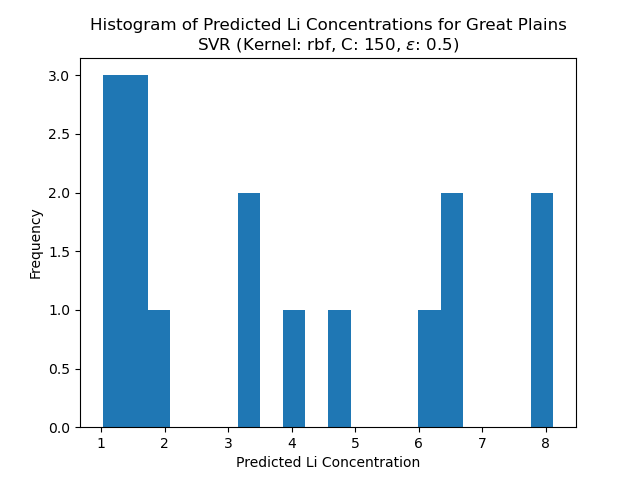 Histogram of Predicted Li Concentrations for Great Plains
SVR (Kernel: rbf, C: 150, ε: 0.5)
3.0
2.5
2.0
1.5
1.0
0.5
0.0
Frequency
1 2 3 4 5 6 7 8
Predicted Li Concentration